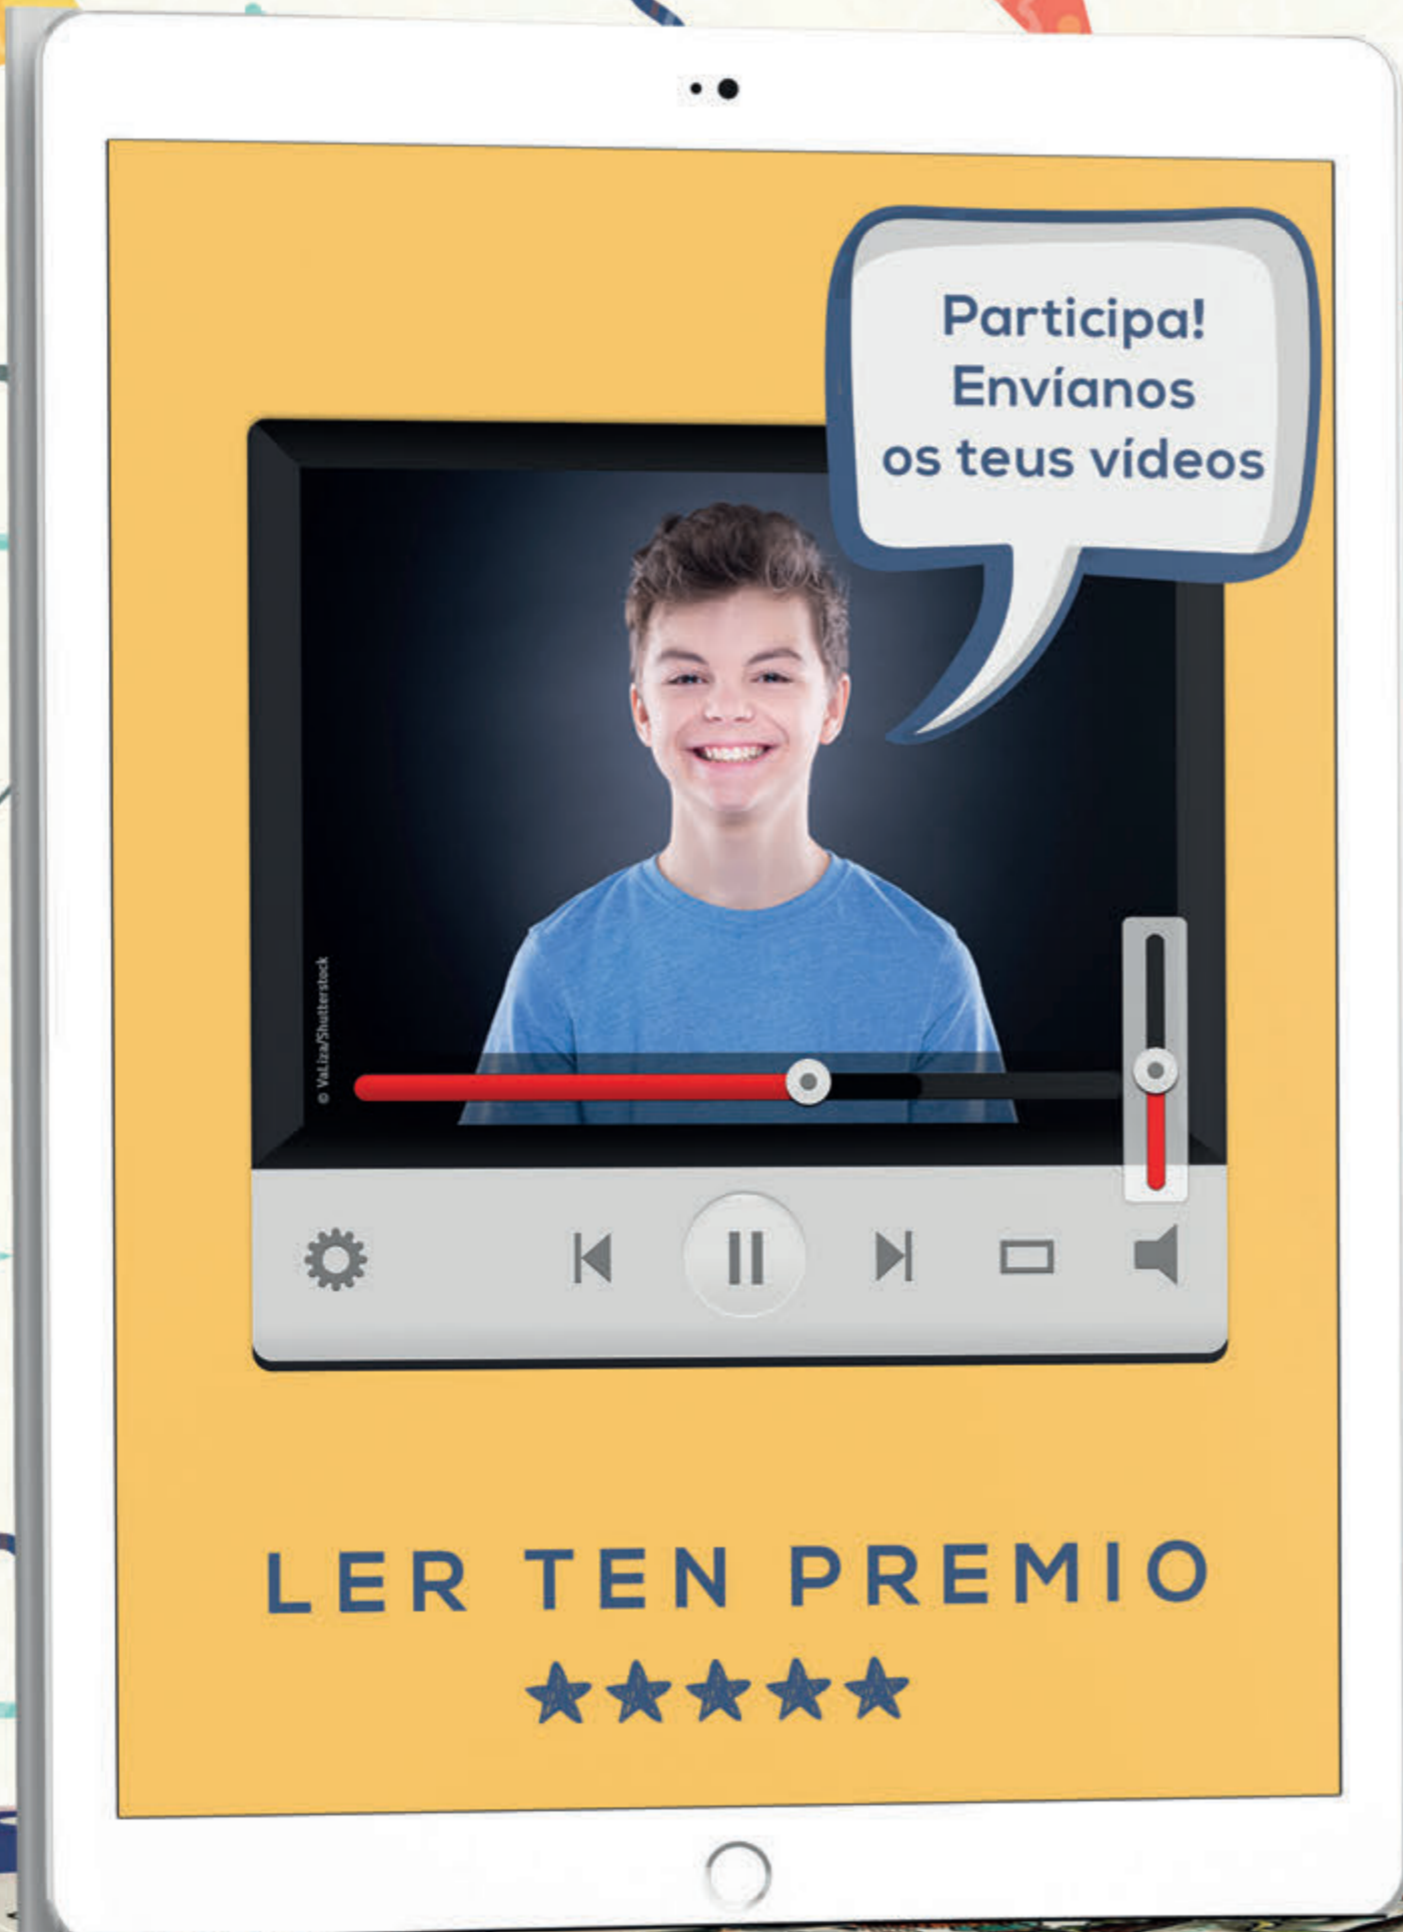 Participa!
Envíanos
os teus vídeos
© VaLiza/Shutterstock
LER TEN PREMIO